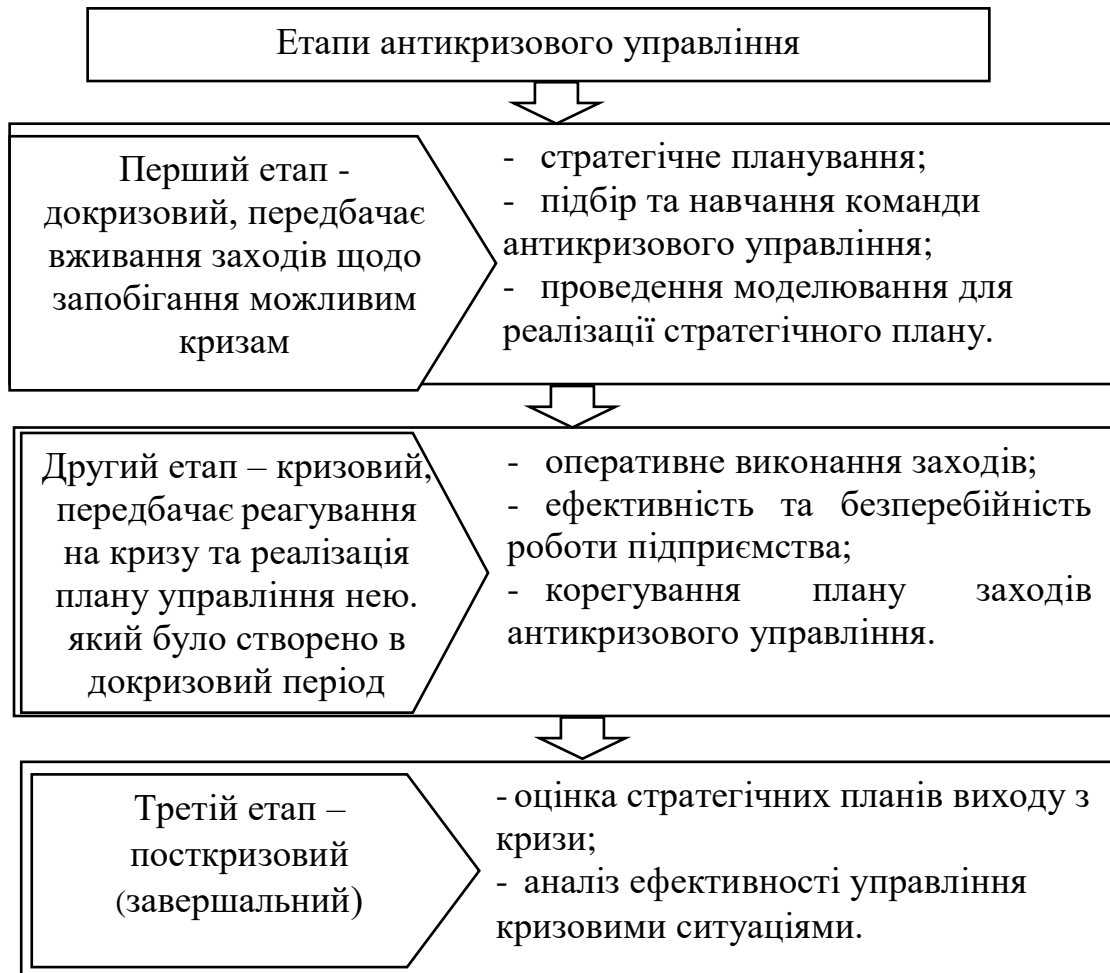 Етапи антикризового управління
Перший етап -
докризовий, передбачає
вживання заходів щодо
запобігання можливим
кризам
- стратегічне планування;
- підбір та навчання команди
антикризового управління;
- проведення моделювання для
реалізації стратегічного плану.
Другий етап – кризовий,
передбачає реагування
на кризу та реалізація
плану управління нею.
який було створено в
докризовий період
- оперативне виконання заходів;
- ефективність та безперебійність
роботи підприємства;
- корегування плану заходів
антикризового управління.
Третій етап –
посткризовий
(завершальний)
- оцінка стратегічних планів виходу з
кризи;
- аналіз ефективності управління
кризовими ситуаціями.